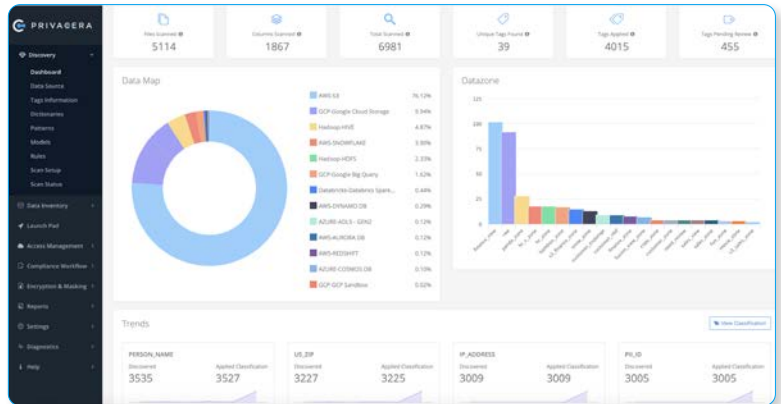 PRIVACERA
Discovery
Dashboard
Data Source
Tags Information
Dictionaries
Patterns
Models
Rules
Scan Setup
Scan Status
Data Inventory
Launch Pad
Access Management
Compliance Workflow
Encryption & Masking
Reports
Settings
Diagnostics
Help
Files Scanned
5114
Columns Scanned
1867
Total Scanned
6981
Unique Tags Found
39
Tags Applied
4015
Tags Pending Review
455
Data Map
AWS-S3 76.12%
GCP-Google Cloud Storage 9.94%
Hadoop-HIVE 4.87%
AWS-SNOWFLAKE
Hadoop-HDFS 2.33%
GCP-Google Big Query 1.62%
Databricks-Databrics Spark... 0.44%
AWS-DYNAMO DB 0.29%
AZURE-ADLS - GEN2 0.12%
AWS-AURORA DB 0.12%
AWS-REDSHIFT 0.12%
AZURE-COSMOS DB 0.10%
GCP-GCP Sandbox 0.02%
Datazone
125
100
75
50
25
0
Trends
View Classification
PERSON_NAME
Discovered Applied Classification
3535 3527
US_ZIP
Discovered Applied Classification
3227 3225
IP_ADDRESS
Discovered Applied Classification
3009 3009
PII_ID
Discovered Applied Classification
3005 3005